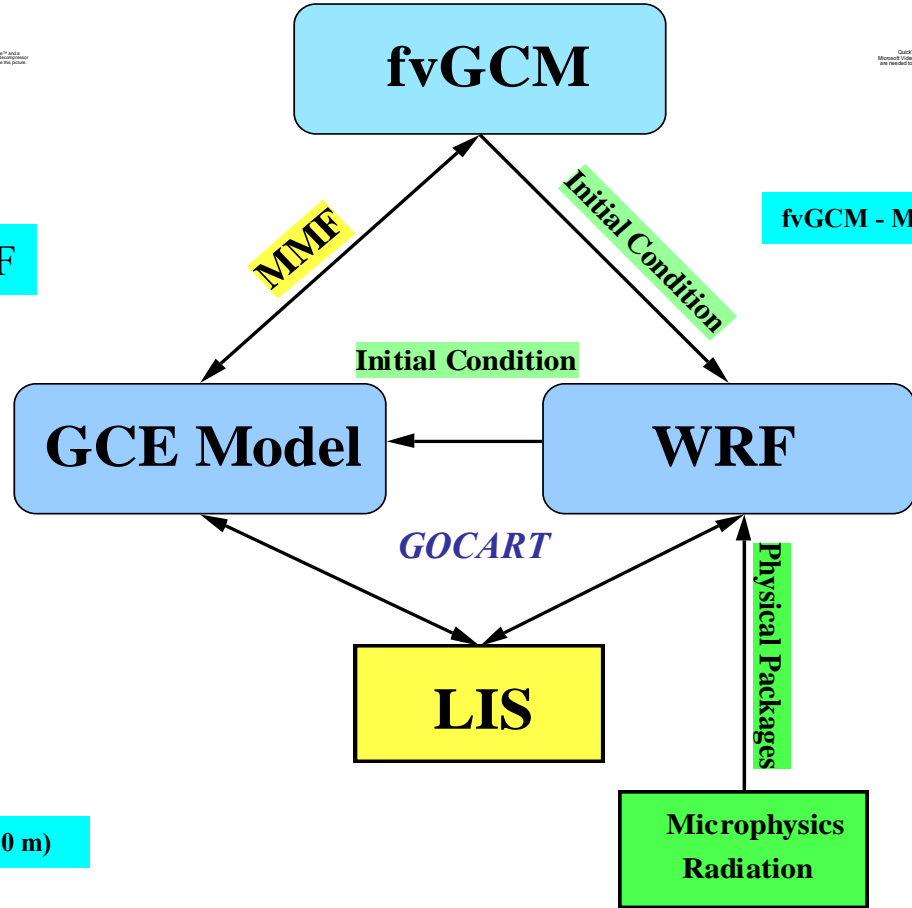 fvGCM
MMF
Initial Condition
fvGCM - M
F
Initial Condition
GCE Model
WRF
GOCART
Physical Packages
LIS
0 m)
Microphysics
Radiation